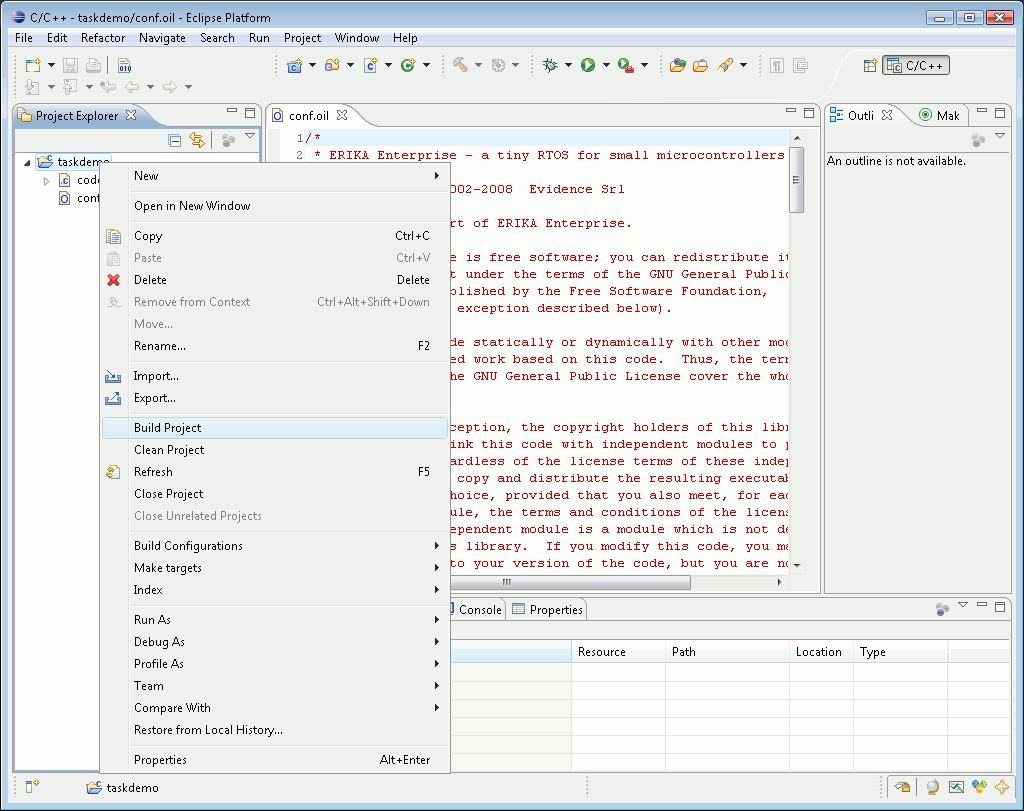 C/C++ - taskdemo/conf.oil - Eclipse Platform
File Edit Refactor Navigate Search Run Project Window Help
010
C/C++
Project Explorer
conf.oil
Outli
Mak
taskdemo
code
conf
1 /*
2 * ERIKA Enterprise - a tiny RTOS for small microcontrollers
002-2008 Evidence Srl
rt of ERIKA Enterprise.
e is free software; you can redistribute it
t under the terms of the GNU General Public
blished by the Free Software Foundation,
exception described below).
de statically or dynamically with other mod
ed work based on this code. Thus, the term
he GNU General Public License cover the who
ception, the copyright holders of this libr
ink this code with independent modules to p
ardless of the license terms of these indep
copy and distribute the resulting executab
hoice, provided that you also meet, for eac
ule, the terms and conditions of the licens
ependent module is a module which is not de
s library. If you modify this code, you ma
to your version of the code, but you are no
An outline is not available.
New
Open in New Window
Copy Ctrl+C
Paste Ctrl+V
Delete Delete
Remove from Context Ctrl+Alt+Shift+Down
Move...
Rename... F2
Import...
Export...
Build Project
Clean Project
Refresh F5
Close Project
Close Unrelated Projects
Build Configurations
Make targets
Index
Run As
Debug As
Profile As
Team
Compare With
Restore from Local History...
Properties Alt+Enter
Console
Properties
Resource Path Location Type
taskdemo